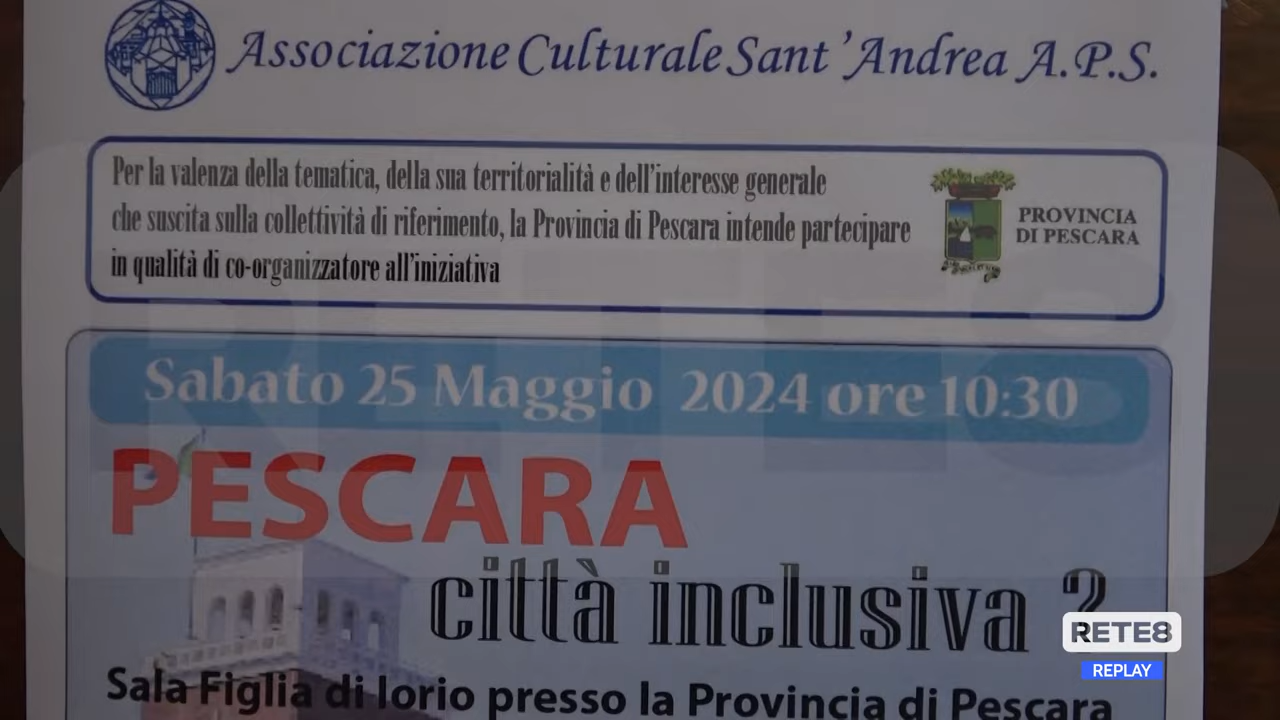 Associazione Culturale Sant'Andrea A.P.S.
Per la valenza della tematica, della sua territorialità e dell'interesse generale
che suscita sulla collettività di riferimento, la Provincia di Pescara intende partecipare
in qualità di co-organizzatore all'iniziativa
PROVINCIA
DI PESCARA
Sabato 25 Maggio 2024 ore 10:30
PESCARA
città inclusiva ?
Sala Figlia di Iorio presso la Provincia di Pescara
RETE8
REPLAY
RETE8